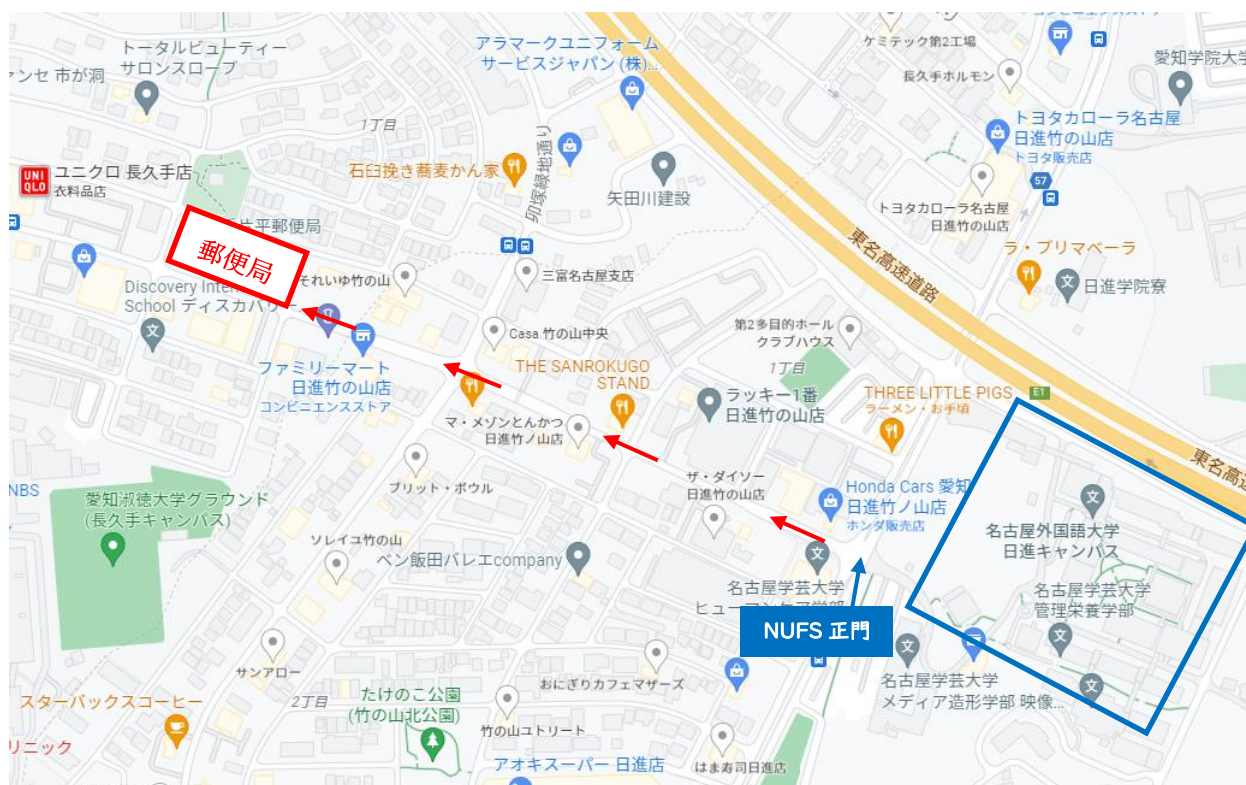 トータルビューティー
サロンスロープ
ンセ 市が洞
アラマークユニフォーム
サービスジャパン (株)...
ケミテック第2工場
コンビニエンスストア
愛知学院大学
長久手ホルモン
トヨタカローラ名古屋
日進竹の山店
トヨタ販売店
1丁目
UNI
QLO
ユニクロ 長久手店
衣料品店
石臼挽き蕎麦かん家
卯塚緑地通り
矢田川建設
57
トヨタカローラ名古屋
日進竹の山店
片平郵便局
郵便局
東名高速道路
ラ・プリマベーラ
日進学院寮
それいゆ竹の山
三富名古屋支店
Discovery Inter
School ディスカバリー
第2多目的ホール
クラブハウス
Casa 竹の山中央
ファミリーマート
日進竹の山店
コンビニエンスストア
THE SANROKUGO
STAND
1丁目
ラッキー1番
日進竹の山店
THREE LITTLE PIGS
ラーメン・お手頃
E1
マ・メゾンとんかつ
日進竹ノ山店
東名高速
ブリット・ボウル
ザ・ダイソー
日進竹の山店
Honda Cars 愛知
日進竹ノ山店
ホンダ販売店
NBS
愛知淑徳大学グラウンド
(長久手キャンパス)
名古屋外国語大学
日進キャンパス
ソレイユ竹の山
ベン飯田バレエcompany
名古屋学芸大学
ヒューマンケア学部
名古屋学芸大学
管理栄養学部
NUFS 正門
サンアロー
おにぎりカフェマザーズ
名古屋学芸大学
メディア造形学部 映像...
スターバックスコーヒー
2丁目
たけのこ公園
(竹の山北公園)
竹の山ユトリート
リニック
アオキスーパー 日進店
はま寿司日進店